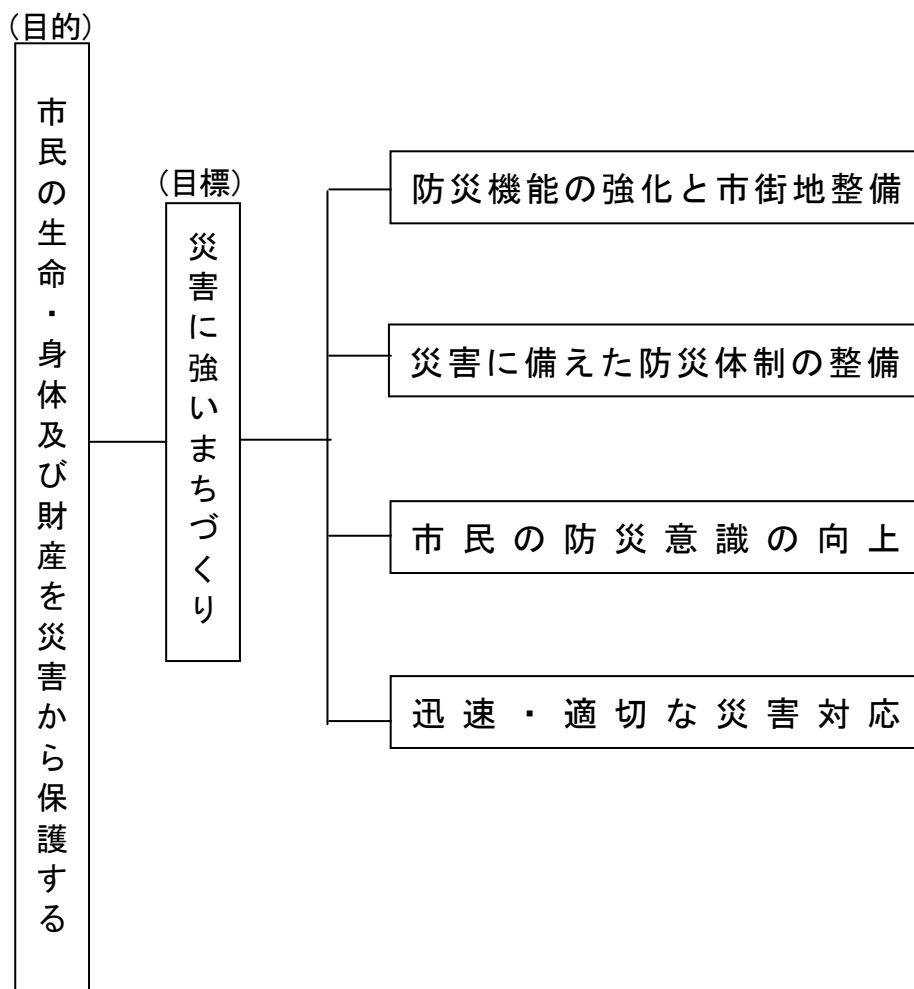 (目的)
市民の生命・身体及び財産を災害から保護する
(目標)
災害に強いまちづくり
防災機能の強化と市街地整備
災害に備えた防災体制の整備
市民の防災意識の向上
迅速・適切な災害対応